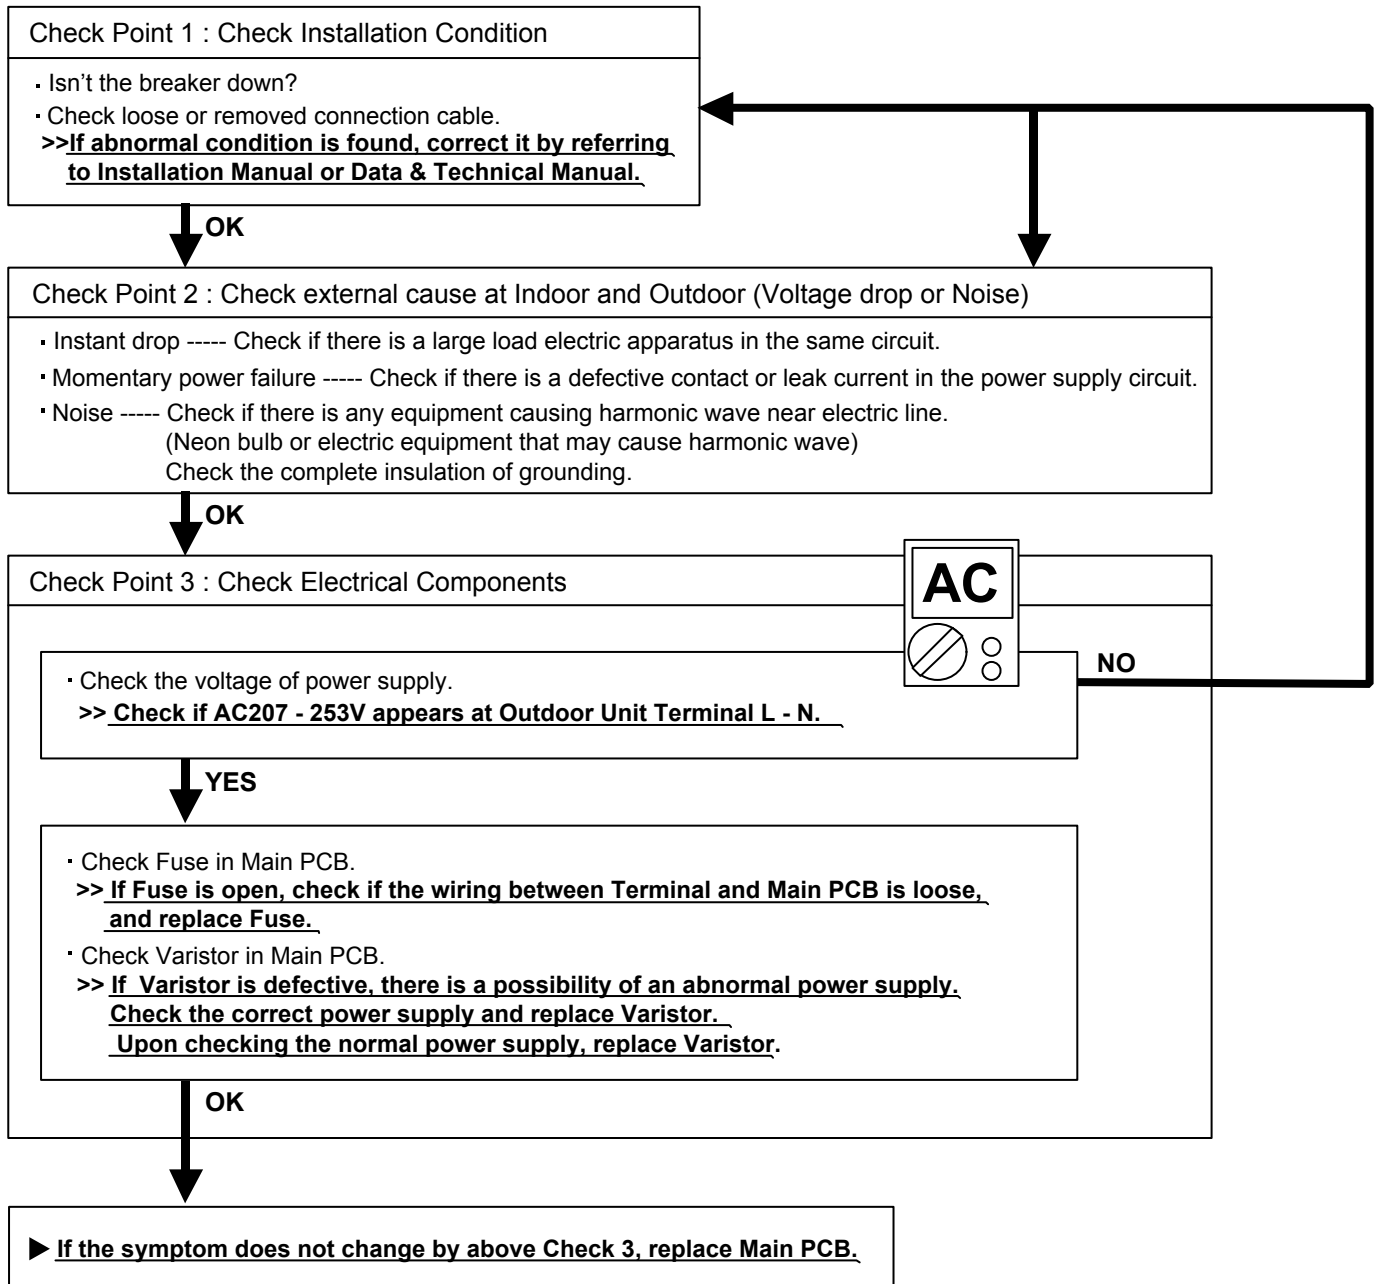 Check Point 1 : Check Installation Condition
· Isn’t the breaker down?
· Check loose or removed connection cable.
>>If abnormal condition is found, correct it by referring
to Installation Manual or Data & Technical Manual.
OK
Check Point 2 : Check external cause at Indoor and Outdoor (Voltage drop or Noise)
· Instant drop ----- Check if there is a large load electric apparatus in the same circuit.
· Momentary power failure ----- Check if there is a defective contact or leak current in the power supply circuit.
· Noise ----- Check if there is any equipment causing harmonic wave near electric line.
(Neon bulb or electric equipment that may cause harmonic wave)
Check the complete insulation of grounding.
OK
Check Point 3 : Check Electrical Components
AC
NO
· Check the voltage of power supply.
>> Check if AC207 - 253V appears at Outdoor Unit Terminal L - N.
YES
· Check Fuse in Main PCB.
>> If Fuse is open, check if the wiring between Terminal and Main PCB is loose,
and replace Fuse.
· Check Varistor in Main PCB.
>> If  Varistor is defective, there is a possibility of an abnormal power supply.
Check the correct power supply and replace Varistor.
Upon checking the normal power supply, replace Varistor.
OK
▶ If the symptom does not change by above Check 3, replace Main PCB.